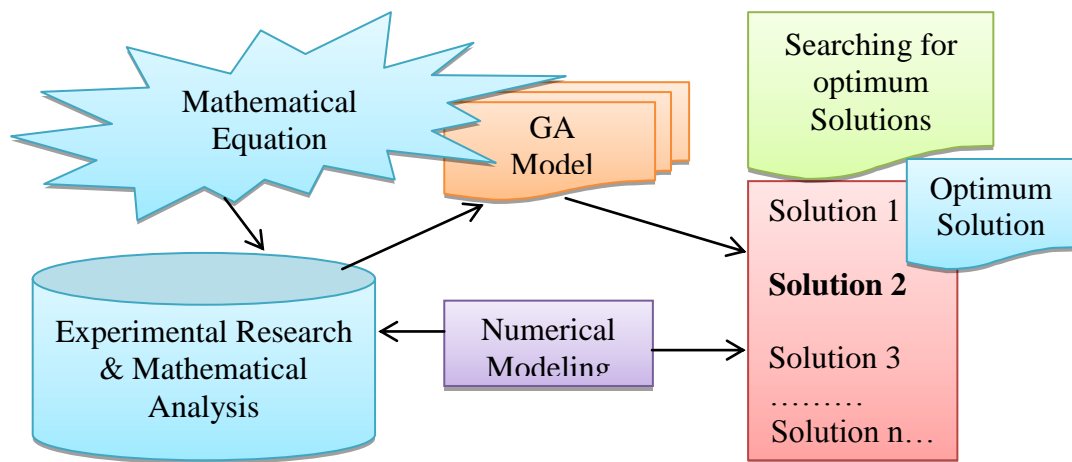 Mathematical
Equation
GA
Model
Searching for
optimum
Solutions
Optimum
Solution
Solution 1
Solution 2
Solution 3
………
Solution n…
Experimental Research
& Mathematical
Analysis
Numerical
Modeling